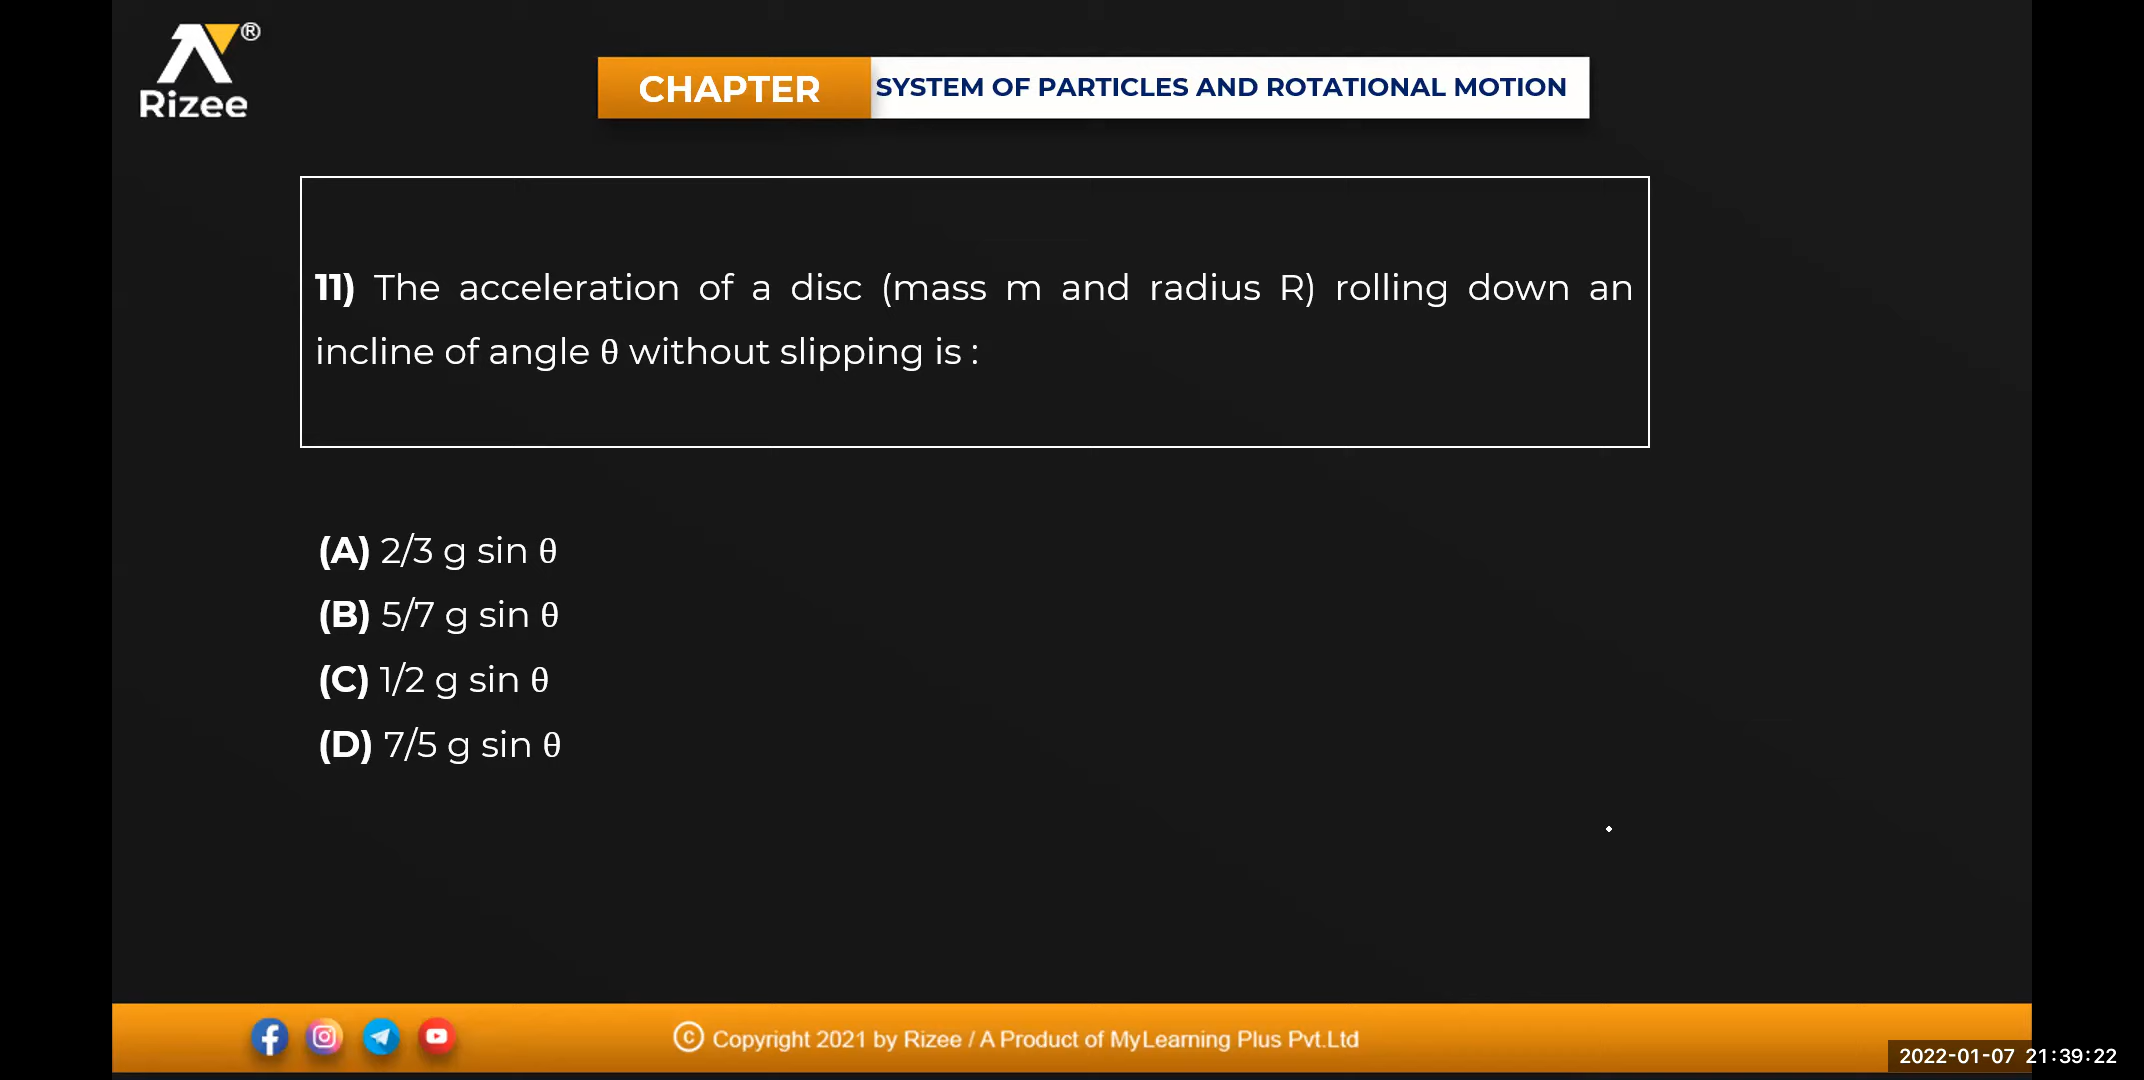 ®
Rizee
CHAPTER
SYSTEM OF PARTICLES AND ROTATIONAL MOTION
11) The acceleration of a disc (mass m and radius R) rolling down an
incline of angle θ without slipping is :
(A) 2/3 g sin θ
(B) 5/7 g sin θ
(C) 1/2 g sin θ
(D) 7/5 g sin θ
© Copyright 2021 by Rizee / A Product of MyLearning Plus Pvt.Ltd
2022-01-07 21:39:22